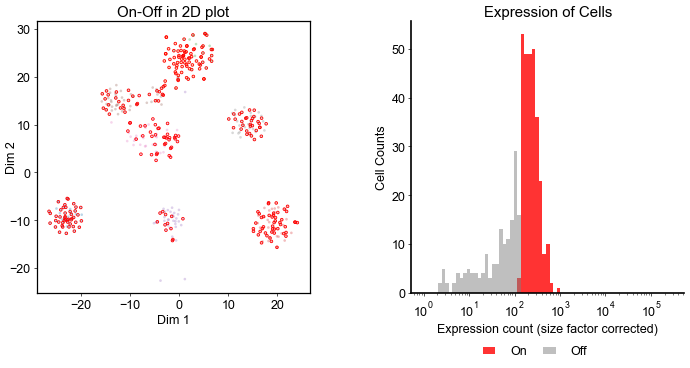 On-Off in 2D plot
30
20
10
0
−10
−20
Dim 2
−20
−10
0
10
20
Dim 1
Expression of Cells
50
40
30
20
10
0
Cell Counts
10^0
10^1
10^2
10^3
10^4
10^5
Expression count (size factor corrected)
On
Off